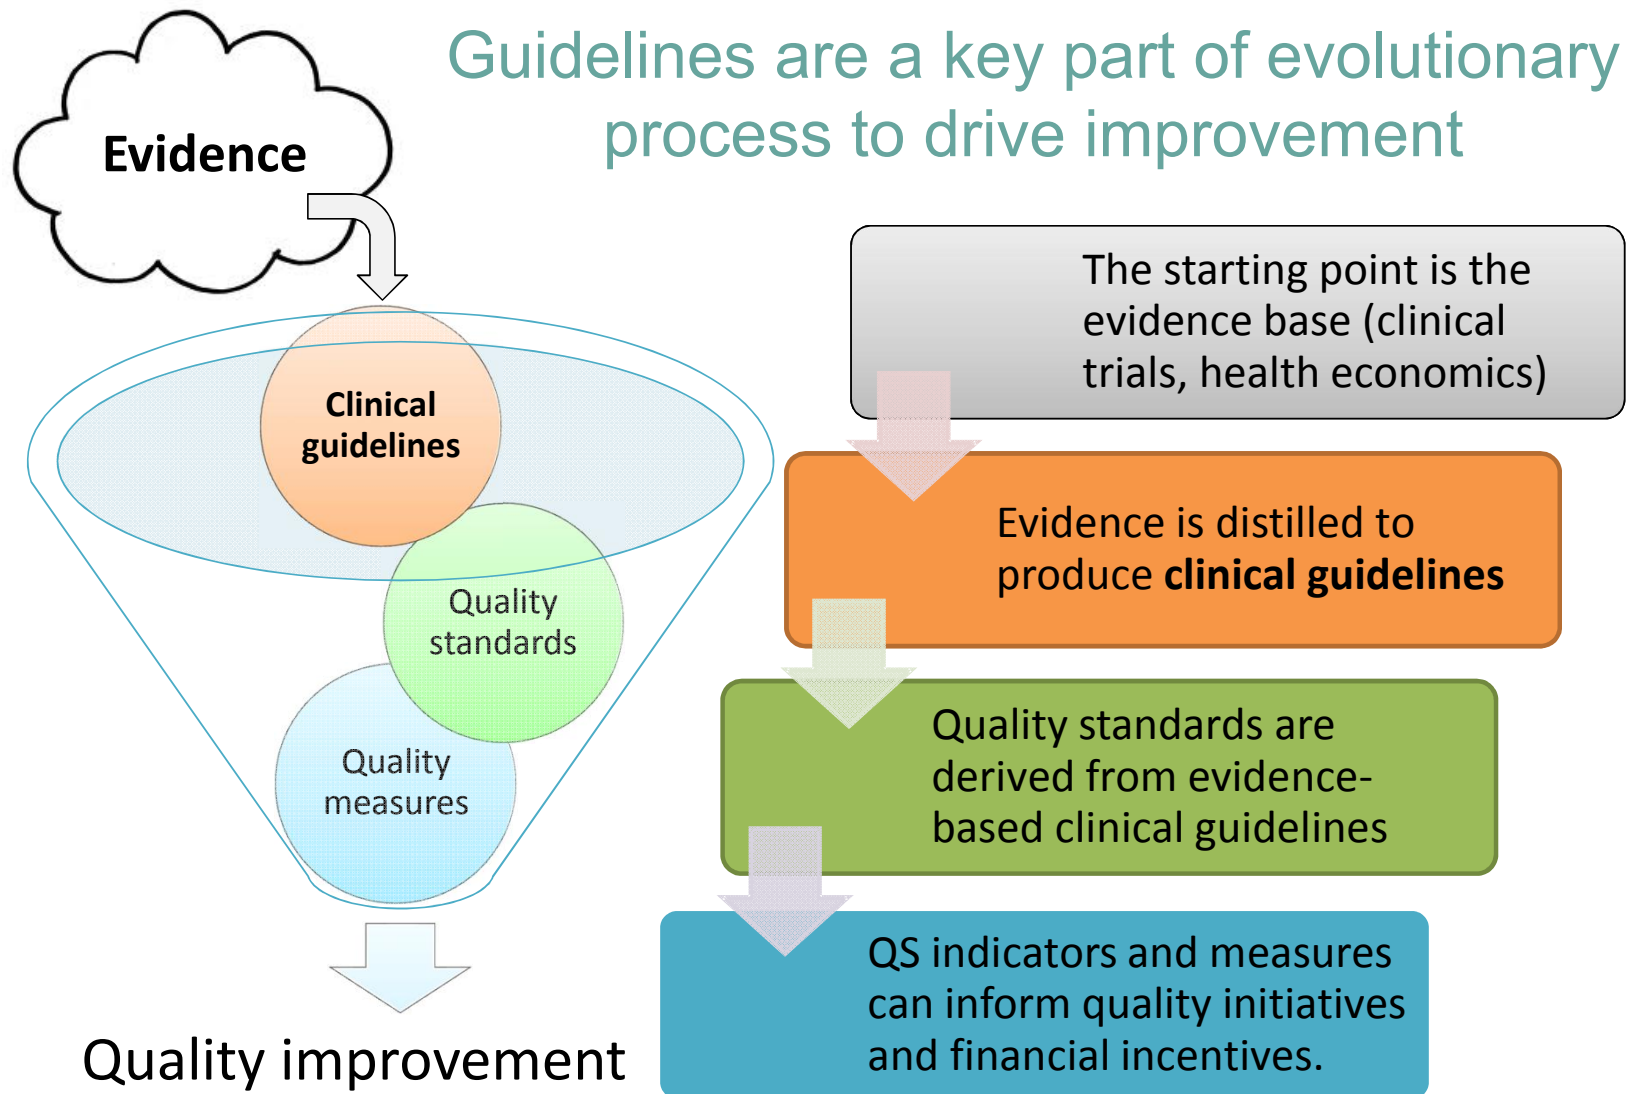 Guidelines are a key part of evolutionary
process to drive improvement
Evidence
Clinical
guidelines
Quality
standards
Quality
measures
Quality improvement
The starting point is the
evidence base (clinical
trials, health economics)
Evidence is distilled to
produce clinical guidelines
Quality standards are
derived from evidence-
based clinical guidelines
QS indicators and measures
can inform quality initiatives
and financial incentives.